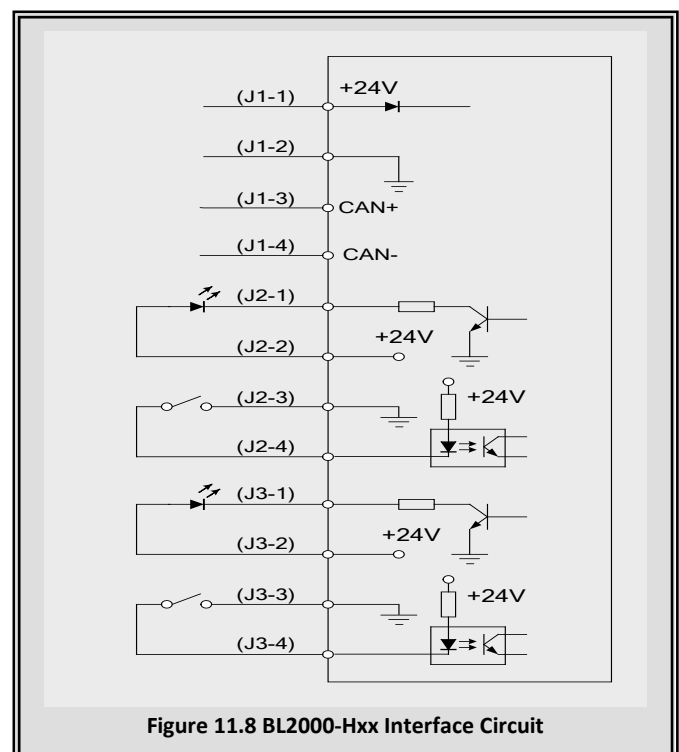 +24V
(J1-1)
(J1-2)
(J1-3)
CAN+
(J1-4)
CAN-
(J2-1)
(J2-2)
+24V
(J2-3)
+24V
(J2-4)
(J3-1)
(J3-2)
+24V
(J3-3)
+24V
(J3-4)
Figure 11.8 BL2000-Hxx Interface Circuit